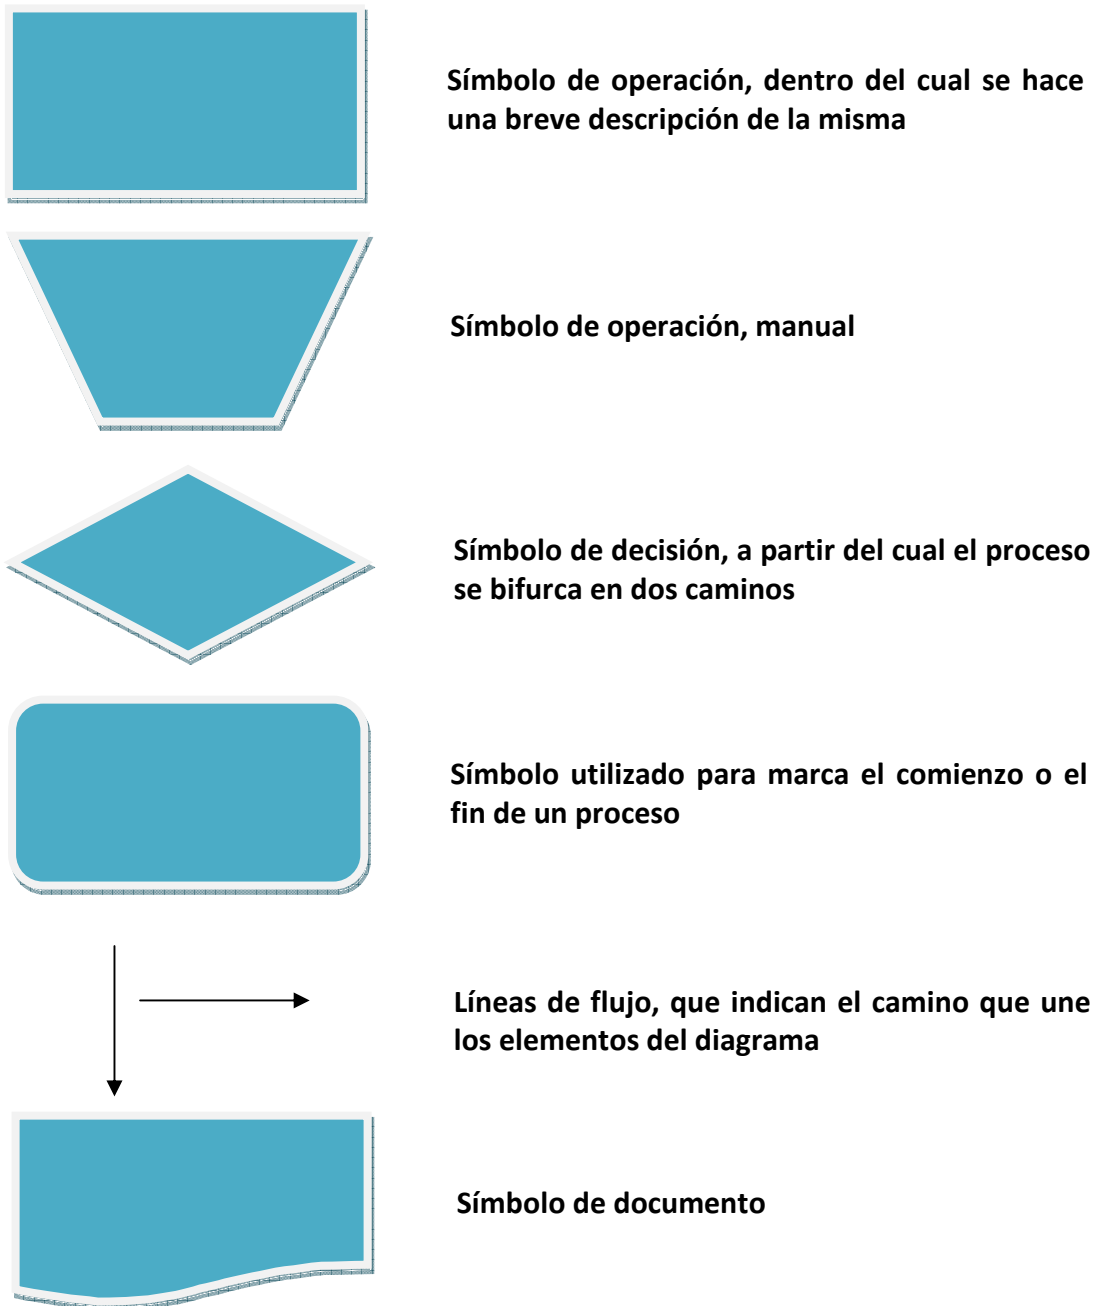 Símbolo de operación, dentro del cual se hace
una breve descripción de la misma
Símbolo de operación, manual
Símbolo de decisión, a partir del cual el proceso
se bifurca en dos caminos
Símbolo utilizado para marca el comienzo o el
fin de un proceso
Líneas de flujo, que indican el camino que une
los elementos del diagrama
Símbolo de documento